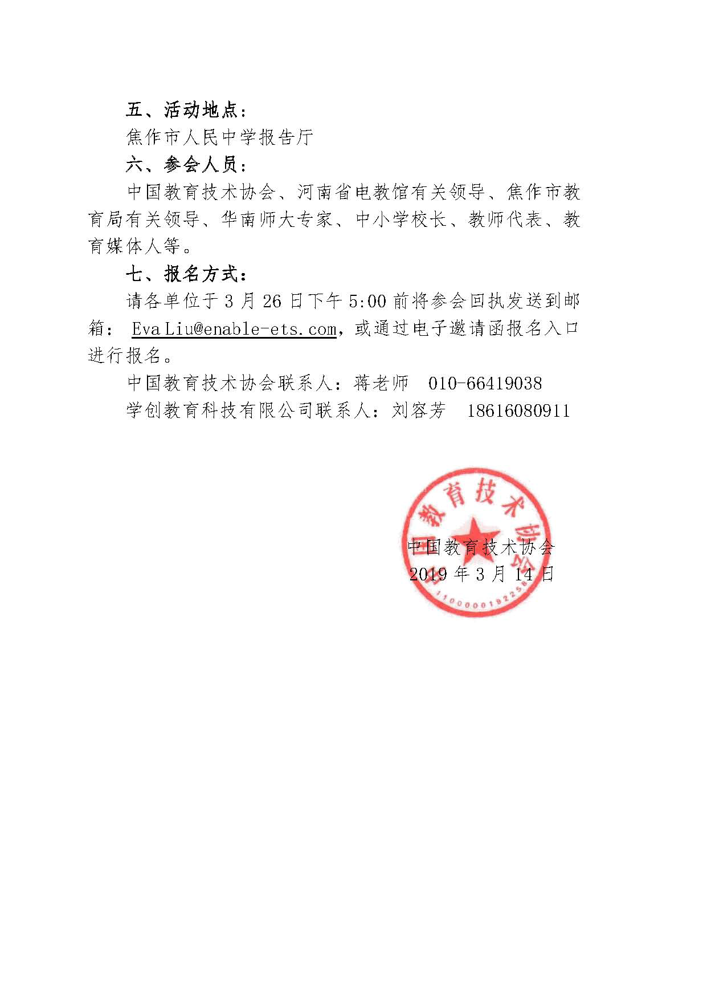 五、活动地点：
焦作市人民中学报告厅
六、参会人员：
中国教育技术协会、河南省电教馆有关领导、焦作市教
育局有关领导、华南师大专家、中小学校长、教师代表、教
育媒体人等。
七、报名方式：
请各单位于 3 月 26 日下午 5:00 前将参会回执发送到邮
箱： Eva Liu@enable-ets.com，或通过电子邀请函报名入口
进行报名。
中国教育技术协会联系人：蒋老师 010-66419038
学创教育科技有限公司联系人：刘容芳 18616080911
中国教育技术协会
中国教育技术协会
2019 年 3 月 14 日
1100000192258